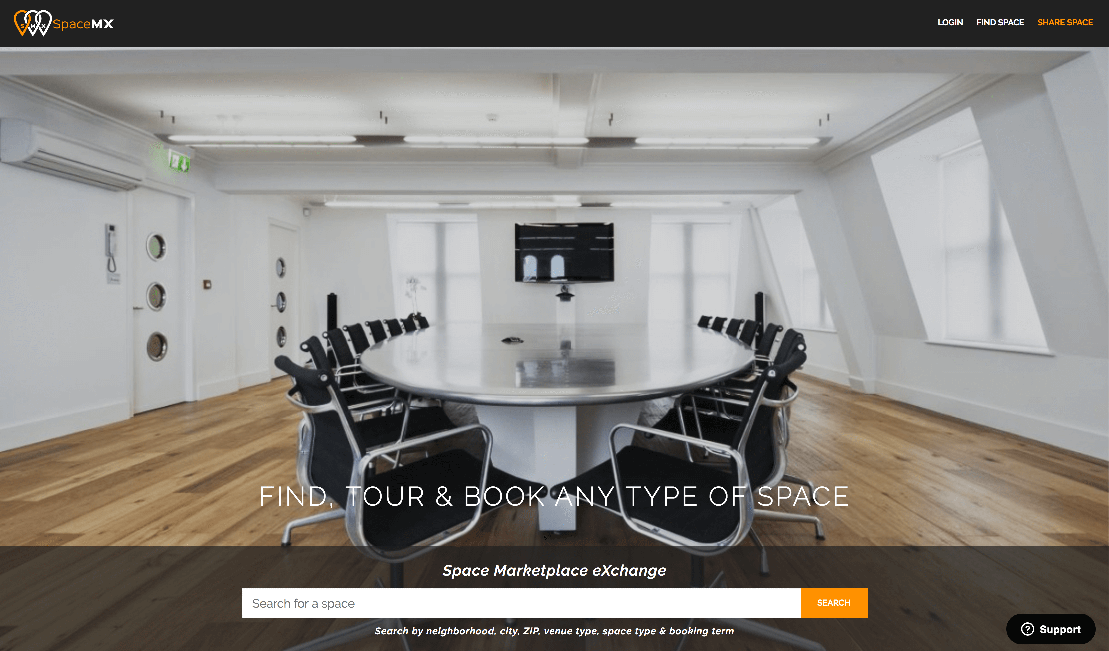 SpaceMX
LOGIN
FIND SPACE
SHARE SPACE
FIND, TOUR & BOOK ANY TYPE OF SPACE
Space Marketplace eXchange
Search for a space
SEARCH
Search by neighborhood, city, ZIP, venue type, space type & booking term
Support